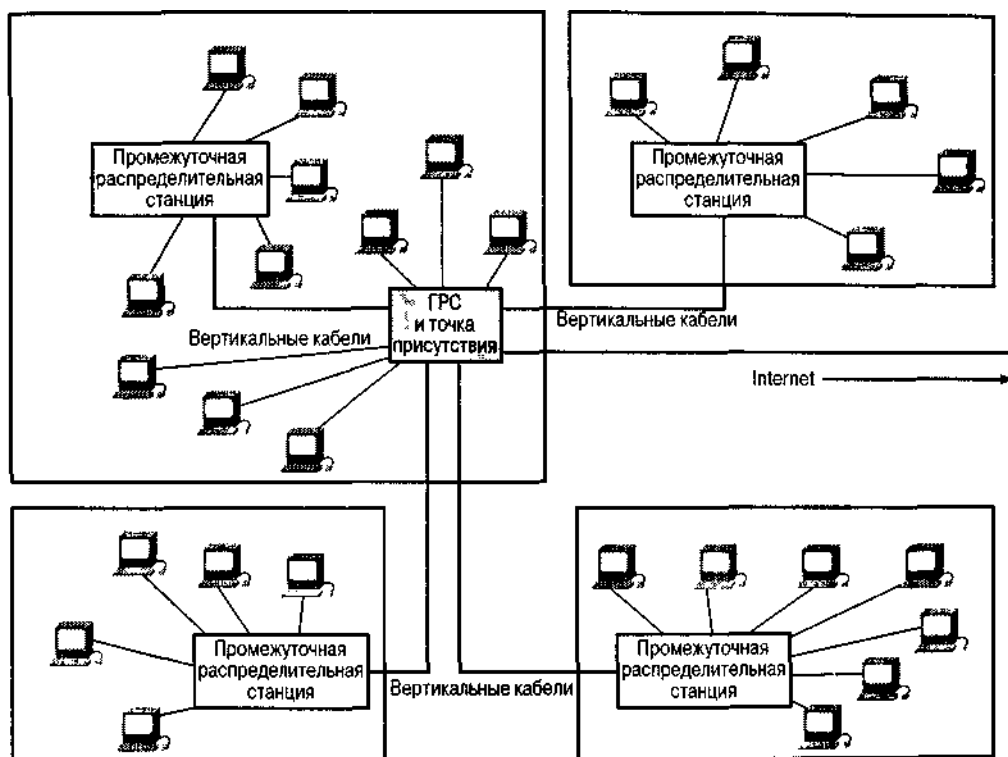 Промежуточная
распределительная
станция
Промежуточная
распределительная
станция
ГРС
и точка
присутствия
Вертикальные кабели
Вертикальные кабели
Internet
Промежуточная
распределительная
станция
Вертикальные кабели
Промежуточная
распределительная
станция